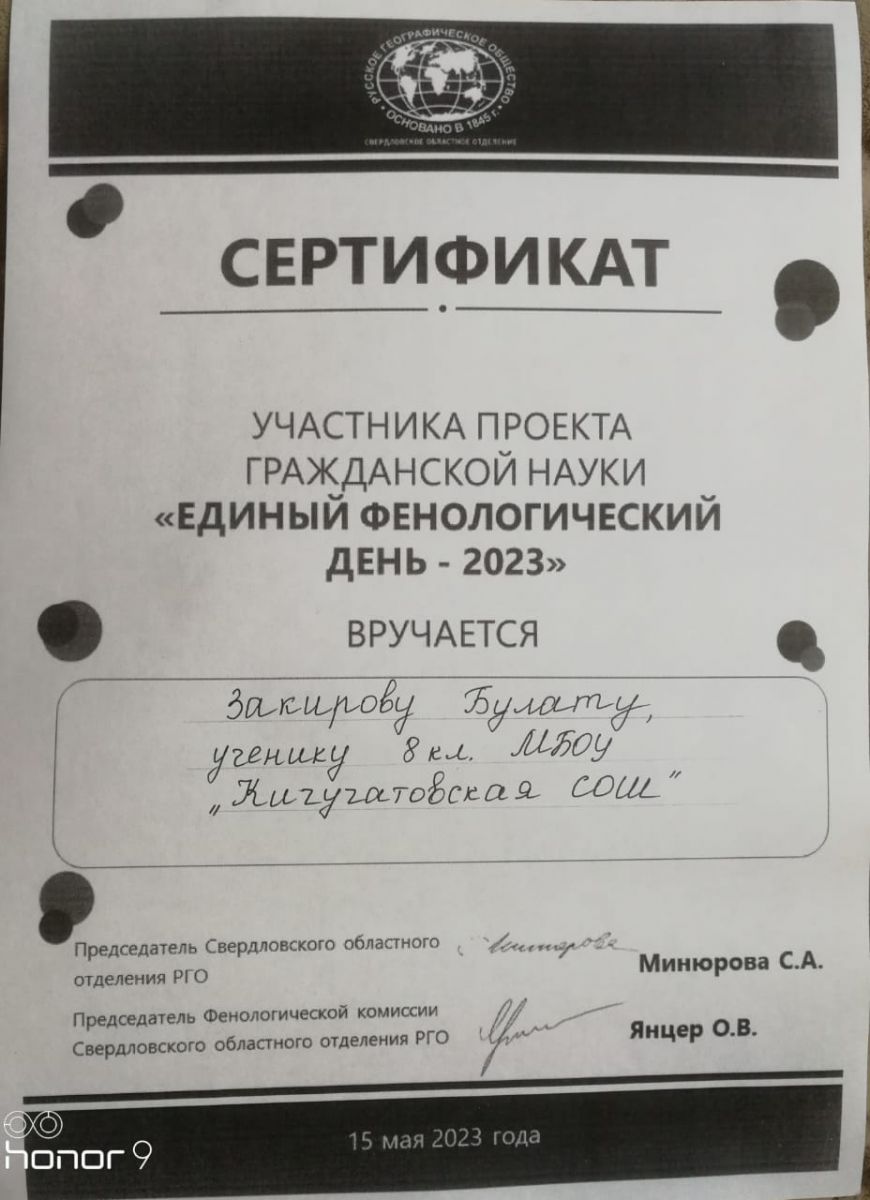 РУССКОЕ ГЕОГРАФИЧЕСКОЕ ОБЩЕСТВО
• ОСНОВАНО В 1845 г. •
СВЕРДЛОВСКОЕ ОБЛАСТНОЕ ОТДЕЛЕНИЕ
СЕРТИФИКАТ
УЧАСТНИКА ПРОЕКТА
ГРАЖДАНСКОЙ НАУКИ
«ЕДИНЫЙ ФЕНОЛОГИЧЕСКИЙ
ДЕНЬ - 2023»
ВРУЧАЕТСЯ
Закирову Булату,
ученику 8 кл. МБОУ
„Кичучатовская СОШ"
Председатель Свердловского областного
отделения РГО
Минюрова С.А.
Председатель Фенологической комиссии
Свердловского областного отделения РГО
Янцер О.В.
15 мая 2023 года
honor 9